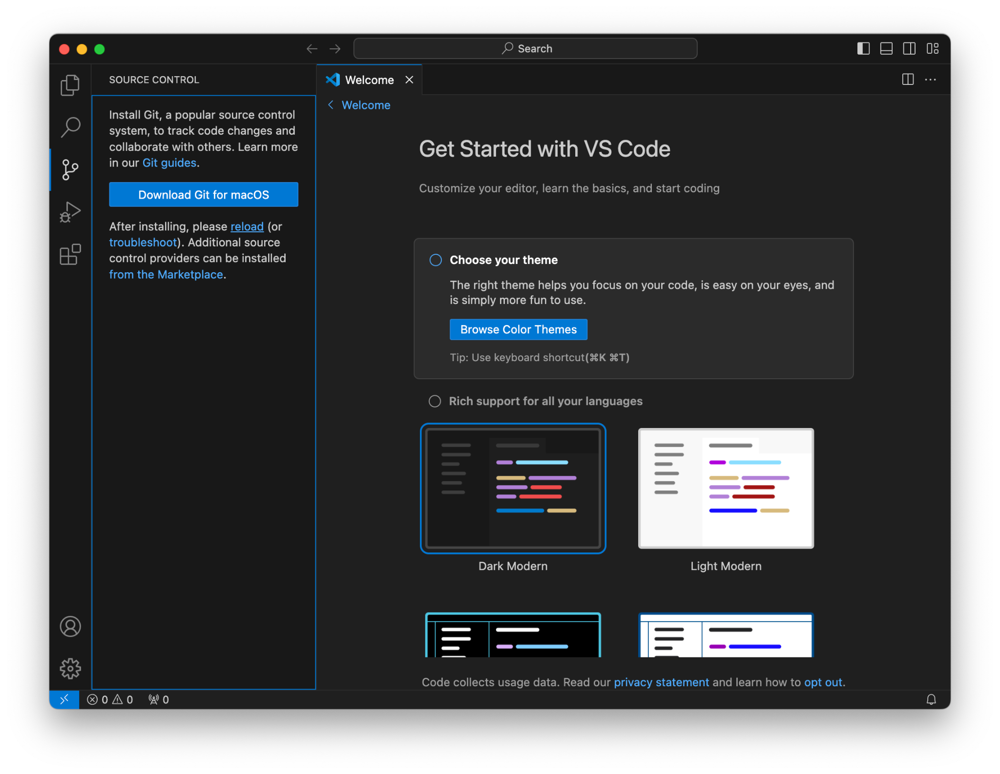 Search
SOURCE CONTROL
Install Git, a popular source control
system, to track code changes and
collaborate with others. Learn more
in our Git guides.
Download Git for macOS
After installing, please reload (or
troubleshoot). Additional source
control providers can be installed
from the Marketplace.
Welcome
Welcome
Get Started with VS Code
Customize your editor, learn the basics, and start coding
Choose your theme
The right theme helps you focus on your code, is easy on your eyes, and
is simply more fun to use.
Browse Color Themes
Tip: Use keyboard shortcut(⌘K ⌘T)
Rich support for all your languages
Dark Modern
Light Modern
Code collects usage data. Read our privacy statement and learn how to opt out.
0 0 0